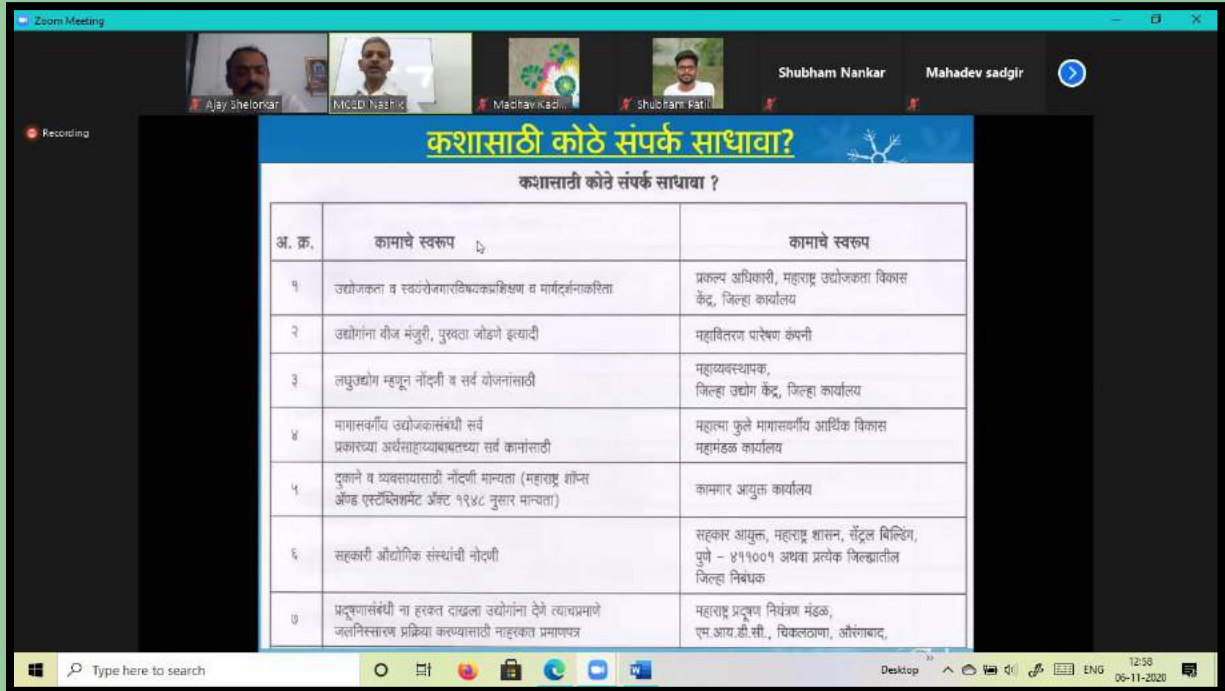 Zoom Meeting
Ajay Shelorkar
MCED Nashik
Madhav Kad...
Shubham Patil
Shubham Nankar
Mahadev sadgir
Recording
कशासाठी कोठे संपर्क साधावा?
कशासाठी कोठे संपर्क साधावा ?
अ. क्र.
कामाचे स्वरूप
कामाचे स्वरूप
१
उद्योजकता व स्वयंरोजगारविषयकप्रशिक्षण व मार्गदर्शनाकरिता
प्रकल्प अधिकारी, महाराष्ट्र उद्योजकता विकास
केंद्र, जिल्हा कार्यालय
२
उद्योगांना वीज मंजुरी, पुरवठा जोडणे इत्यादी
महावितरण पारेषण कंपनी
३
लघुउद्योग म्हणून नोंदणी व सर्व योजनांसाठी
महाव्यवस्थापक,
जिल्हा उद्योग केंद्र, जिल्हा कार्यालय
४
मागासवर्गीय उद्योजकासंबंधी सर्व
प्रकारच्या अर्थसाहाय्याबाबतच्या सर्व कामांसाठी
महात्मा फुले मागासवर्गीय आर्थिक विकास
महामंडळ कार्यालय
५
दुकाने व व्यवसायासाठी नोंदणी मान्यता (महाराष्ट्र शॉप्स
ॲण्ड एस्टॅब्लिशमेंट ॲक्ट १९४८ नुसार मान्यता)
कामगार आयुक्त कार्यालय
६
सहकारी औद्योगिक संस्थांची नोंदणी
सहकार आयुक्त, महाराष्ट्र शासन, सेंट्रल बिल्डिंग,
पुणे – ४११००१ अथवा प्रत्येक जिल्ह्यातील
जिल्हा निबंधक
७
प्रदूषणासंबंधी ना हरकत दाखला उद्योगांना देणे त्याचप्रमाणे
जलनिस्सारण प्रक्रिया करण्यासाठी नाहरकत प्रमाणपत्र
महाराष्ट्र प्रदूषण नियंत्रण मंडळ,
एम.आय.डी.सी., चिकलठाणा, औरंगाबाद,
Type here to search
Desktop
ENG
12:58
06-11-2020